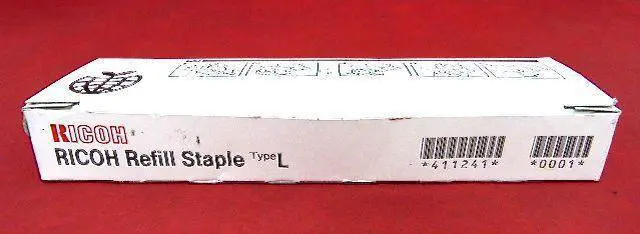 RICOH
RICOH Refill Staple Type L
*411241* *0001*